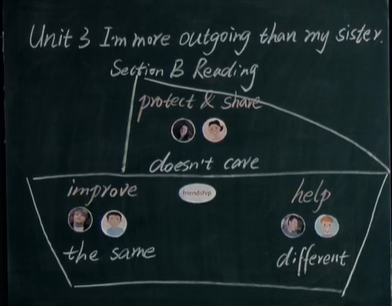 Unit 3 I'm more outgoing than my sister.
Section B Reading
protect & share
doesn't care
improve
friendship
help
the same
different